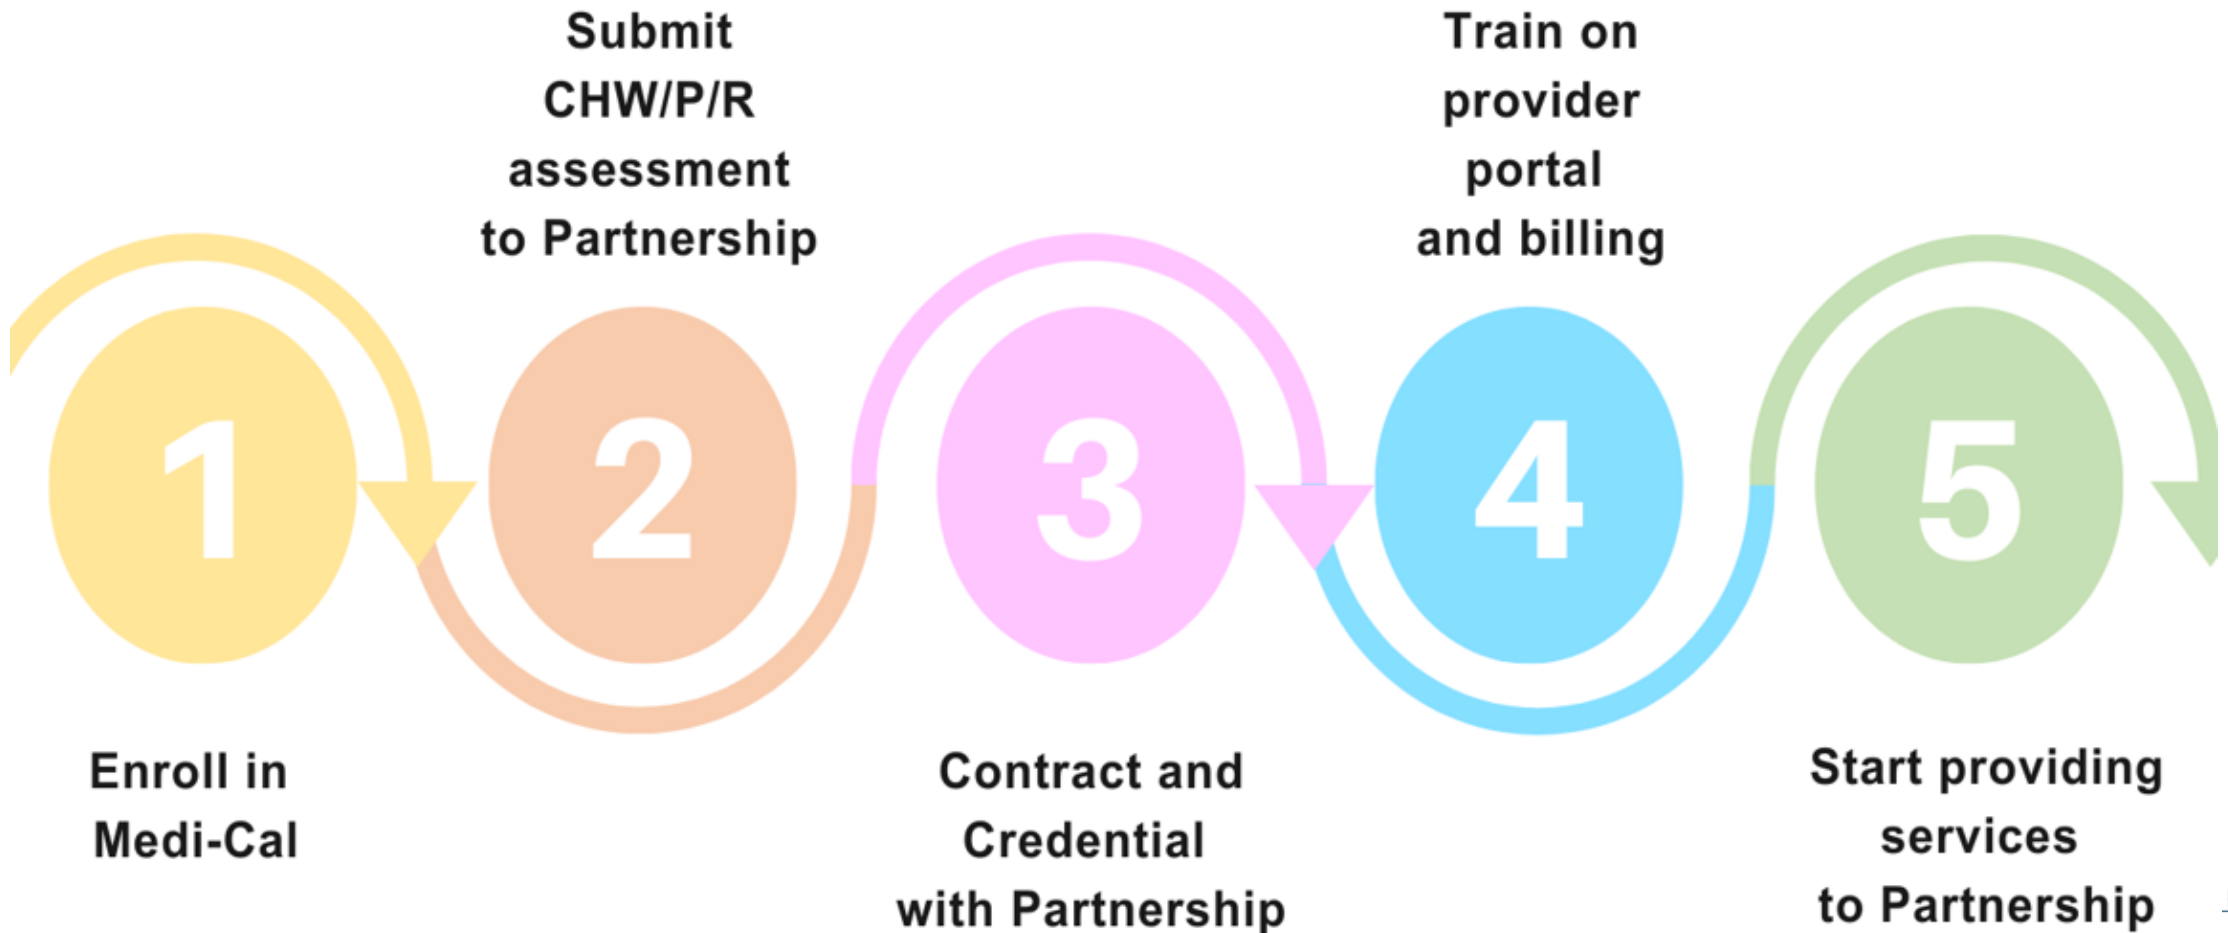 1
Enroll in
Medi-Cal
2
Submit
CHW/P/R
assessment
to Partnership
3
Contract and
Credential
with Partnership
4
Train on
provider
portal
and billing
5
Start providing
services
to Partnership